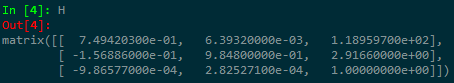 In [4]: H
Out[4]:
matrix([[  7.49420300e-01,   6.39320000e-03,   1.18959700e+02],
        [ -1.56886000e-01,   9.84880100e-01,   2.91660000e+00],
        [ -9.86577000e-04,   2.82527100e-04,   1.00000000e+00]])